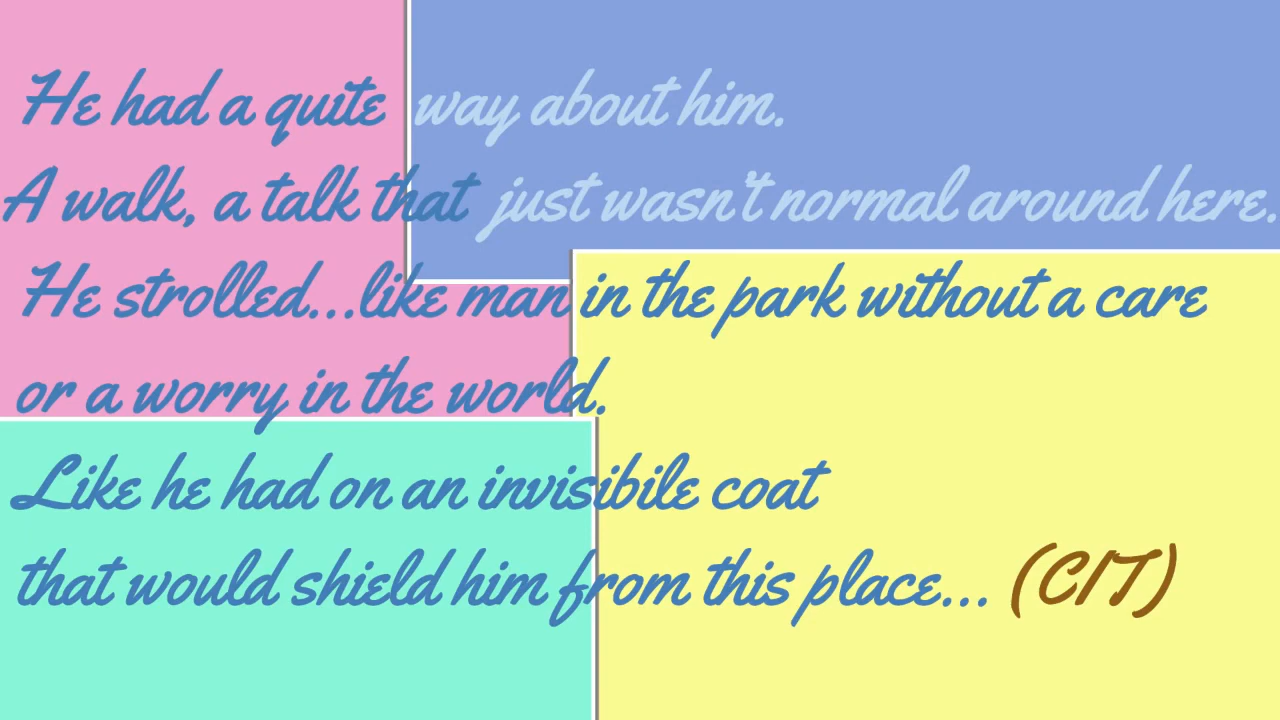 He had a quite way about him.
A walk, a talk that just wasn't normal around here.
He strolled...like man in the park without a care
or a worry in the world.
Like he had on an invisibile coat
that would shield him from this place... (CIT)